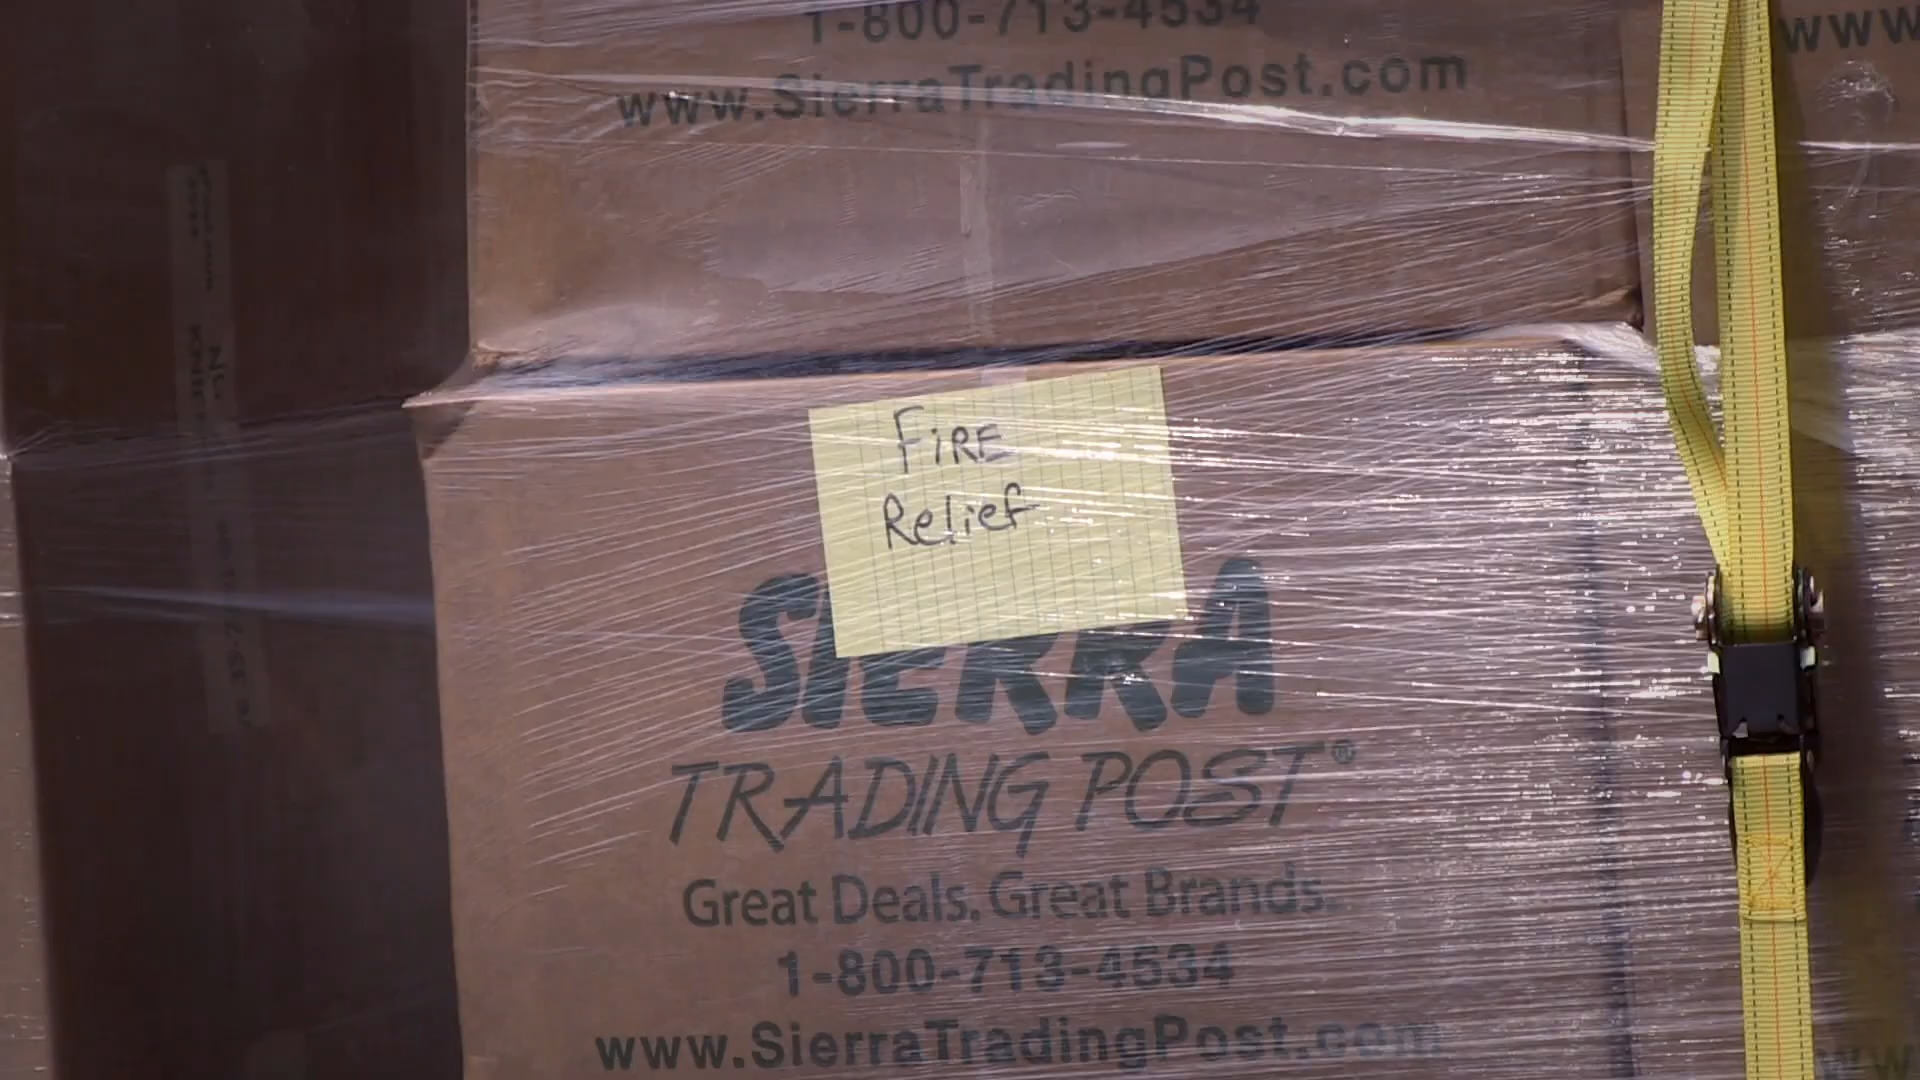 1-800-713-4534
www.SierraTradingPost.com
www
FiRE
Relief
SIERRA
TRADING POST®
Great Deals. Great Brands.
1-800-713-4534
www.SierraTradingPost.com